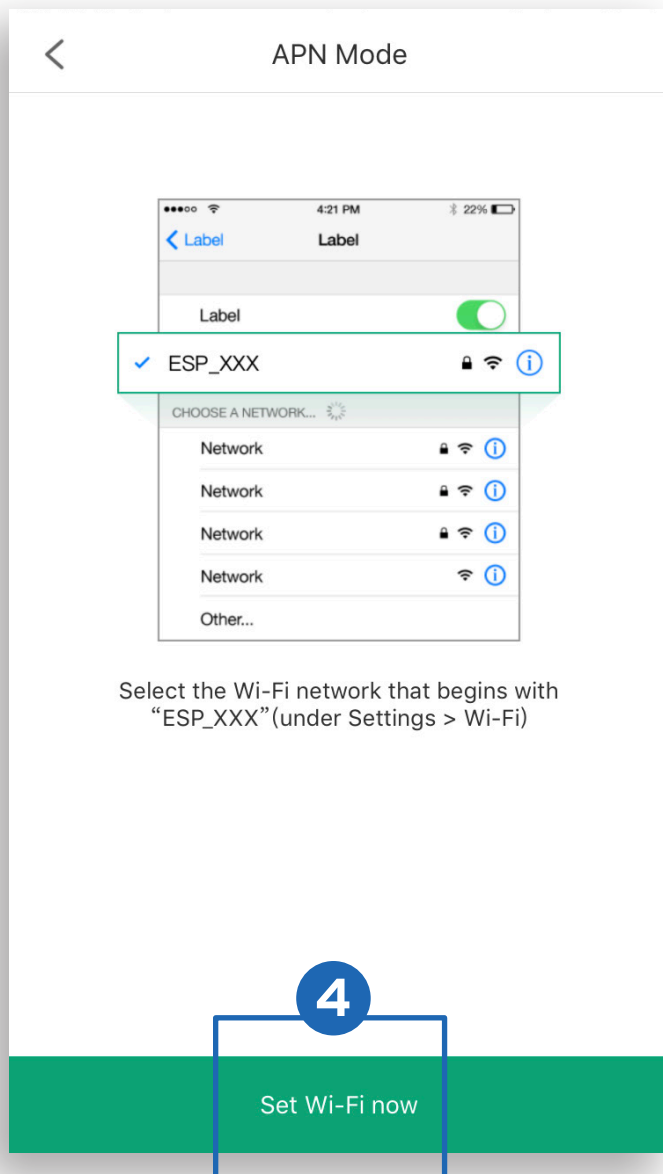 APN Mode
4:21 PM 22%
Label Label
Label
ESP_XXX
CHOOSE A NETWORK...
Network
Network
Network
Network
Other...
Select the Wi-Fi network that begins with
“ESP_XXX”(under Settings > Wi-Fi)
4
Set Wi-Fi now